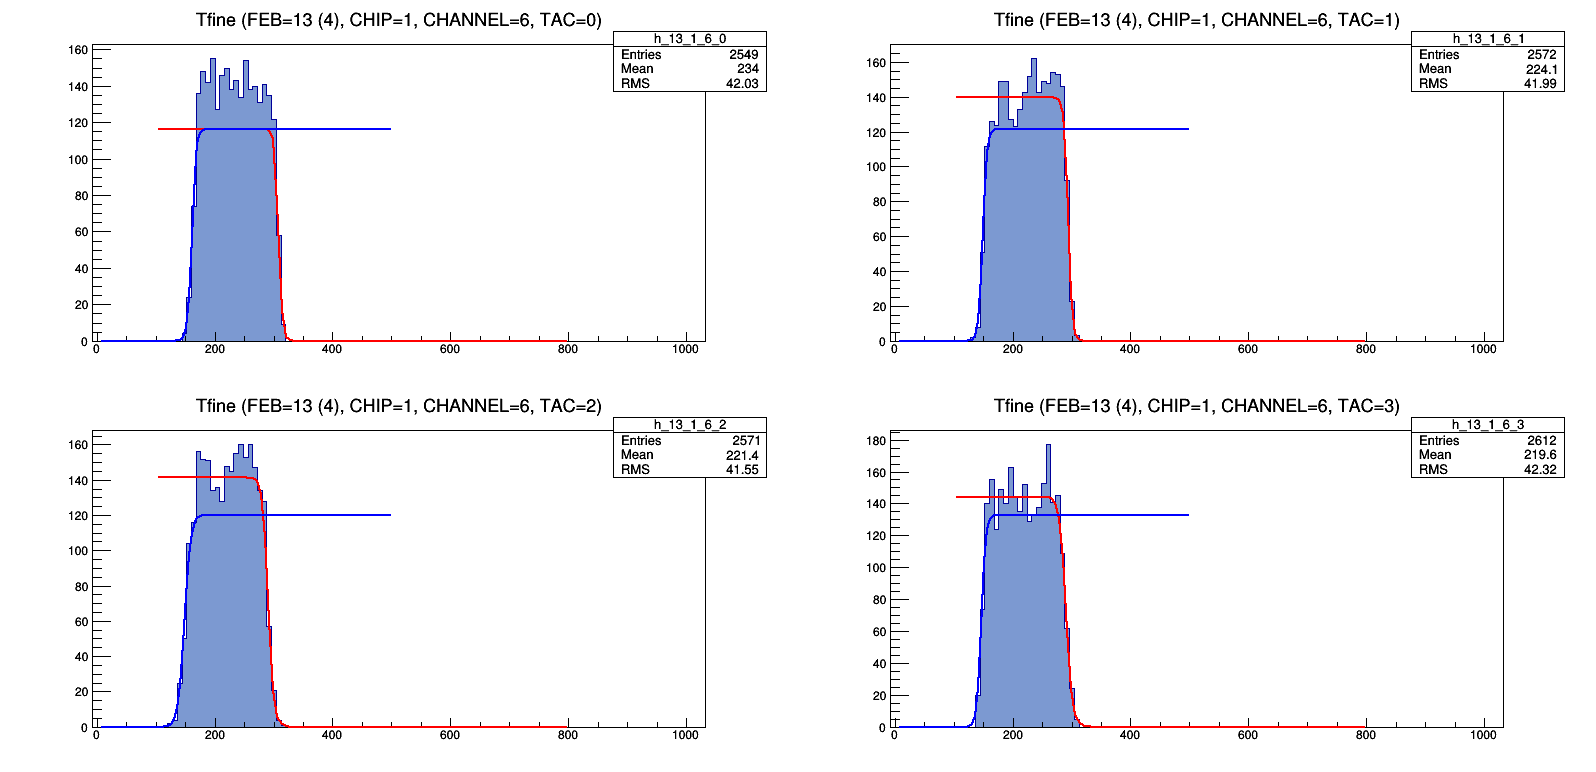 Tfine (FEB=13 (4), CHIP=1, CHANNEL=6, TAC=0)
h_13_1_6_0
Entries 2549
Mean 234
RMS 42.03
160
140
120
100
80
60
40
20
0
0 200 400 600 800 1000
Tfine (FEB=13 (4), CHIP=1, CHANNEL=6, TAC=1)
h_13_1_6_1
Entries 2572
Mean 224.1
RMS 41.99
160
140
120
100
80
60
40
20
0
0 200 400 600 800 1000
Tfine (FEB=13 (4), CHIP=1, CHANNEL=6, TAC=2)
h_13_1_6_2
Entries 2571
Mean 221.4
RMS 41.55
160
140
120
100
80
60
40
20
0
0 200 400 600 800 1000
Tfine (FEB=13 (4), CHIP=1, CHANNEL=6, TAC=3)
h_13_1_6_3
Entries 2612
Mean 219.6
RMS 42.32
180
160
140
120
100
80
60
40
20
0
0 200 400 600 800 1000